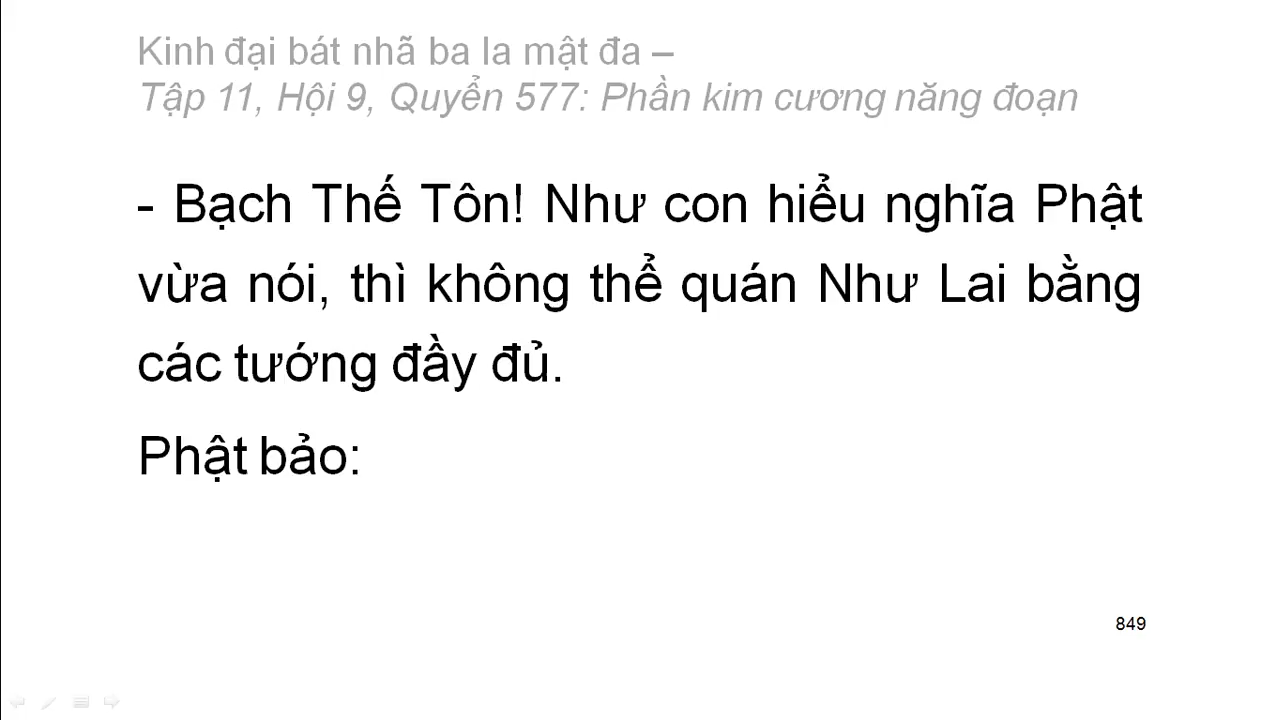 Kinh đại bát nhã ba la mật đa –
Tập 11, Hội 9, Quyển 577: Phần kim cương năng đoạn
- Bạch Thế Tôn! Như con hiểu nghĩa Phật
vừa nói, thì không thể quán Như Lai bằng
các tướng đầy đủ.
Phật bảo:
849